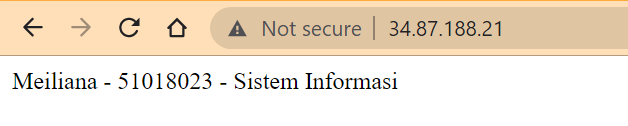 Not secure | 34.87.188.21
Meiliana - 51018023 - Sistem Informasi